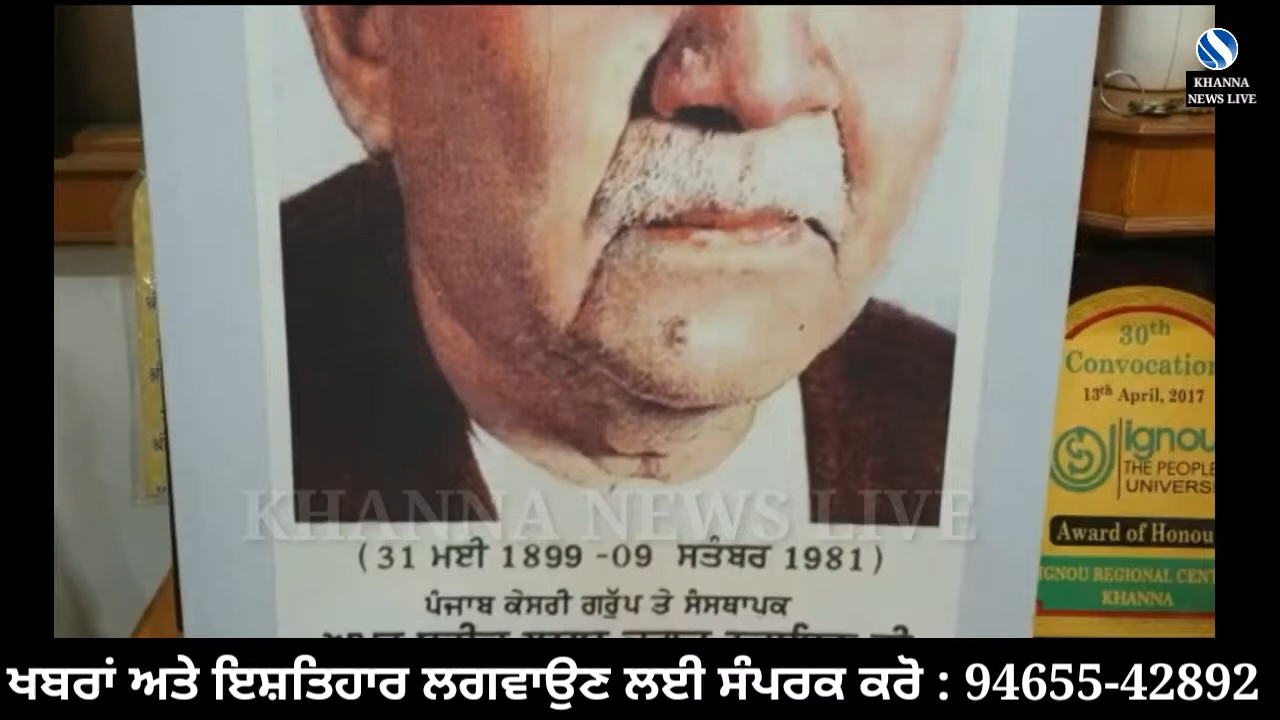 KHANNA
NEWS LIVE
30th
Convocation
13th April, 2017
ignou
THE PEOPLE
UNIVERS
Award of Honou
IGNOU REGIONAL CENT
KHANNA
KHANNA NEWS LIVE
(31 ਮਈ 1899 -09 ਸਤੰਬਰ 1981)
ਪੰਜਾਬ ਕੇਸਰੀ ਗਰੁੱਪ ਤੇ ਸੰਸਥਾਪਕ
ਖਬਰਾਂ ਅਤੇ ਇਸ਼ਤਿਹਾਰ ਲਗਵਾਉਣ ਲਈ ਸੰਪਰਕ ਕਰੋ : 94655-42892